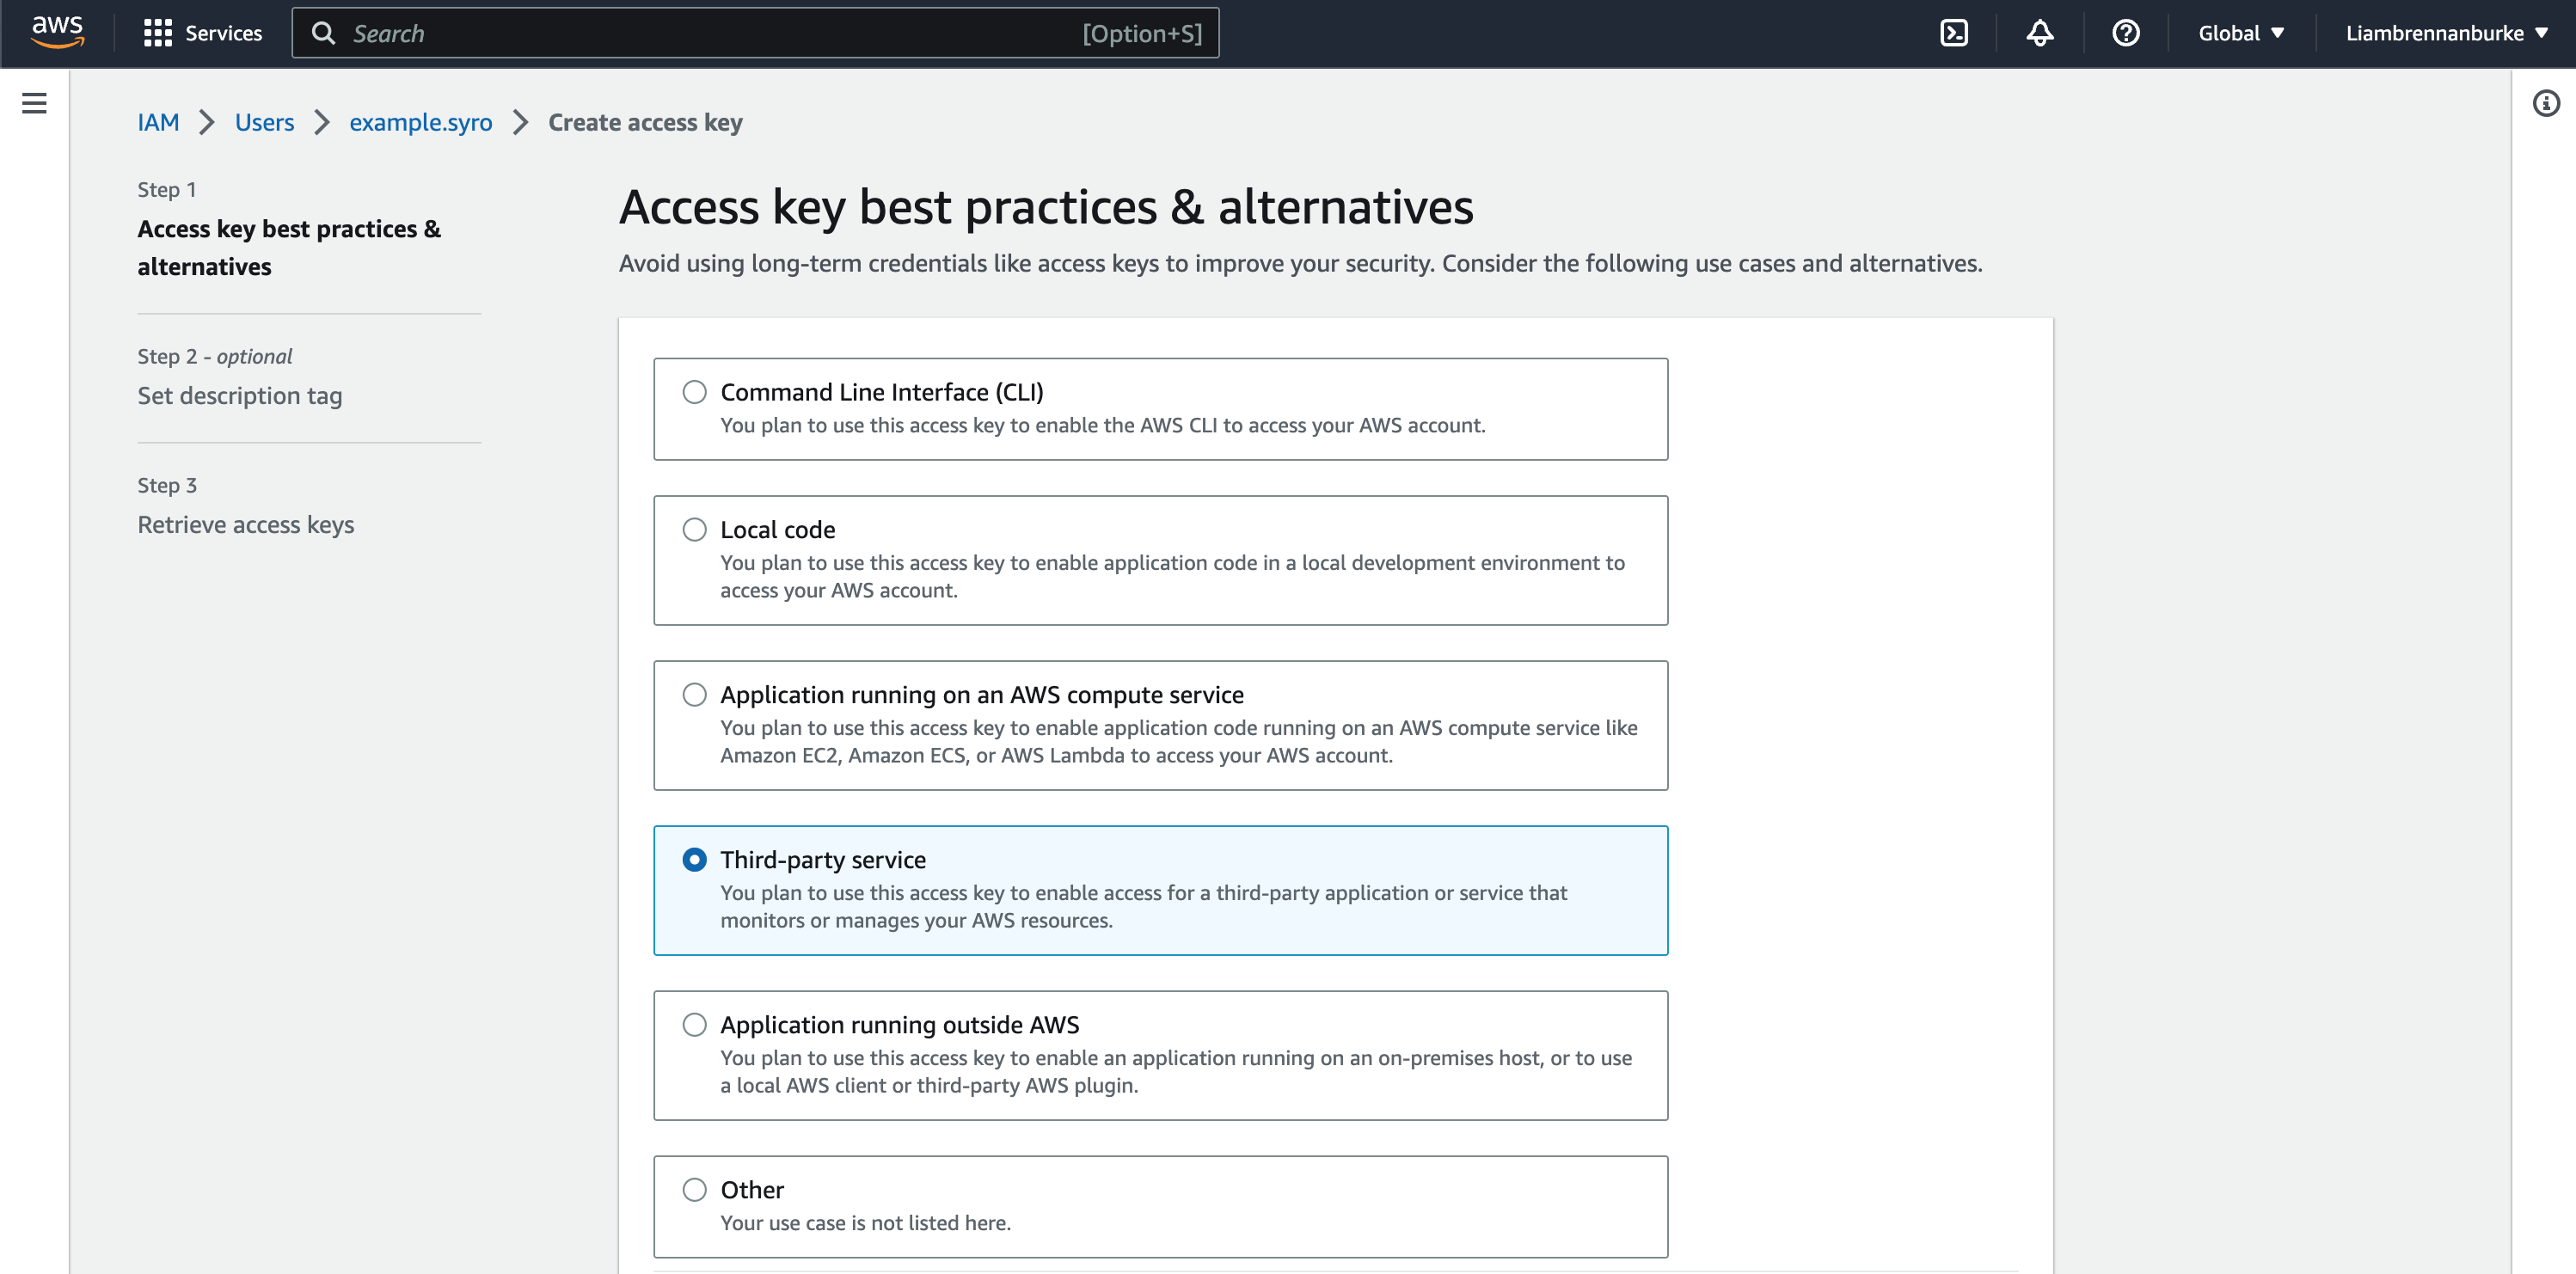 aws
Services
Search
[Option+S]
Global
Liambrennanburke
IAM
Users
example.syro
Create access key
Step 1
Access key best practices &
alternatives
Step 2 - optional
Set description tag
Step 3
Retrieve access keys
Access key best practices & alternatives
Avoid using long-term credentials like access keys to improve your security. Consider the following use cases and alternatives.
Command Line Interface (CLI)
You plan to use this access key to enable the AWS CLI to access your AWS account.
Local code
You plan to use this access key to enable application code in a local development environment to
access your AWS account.
Application running on an AWS compute service
You plan to use this access key to enable application code running on an AWS compute service like
Amazon EC2, Amazon ECS, or AWS Lambda to access your AWS account.
Third-party service
You plan to use this access key to enable access for a third-party application or service that
monitors or manages your AWS resources.
Application running outside AWS
You plan to use this access key to enable an application running on an on-premises host, or to use
a local AWS client or third-party AWS plugin.
Other
Your use case is not listed here.